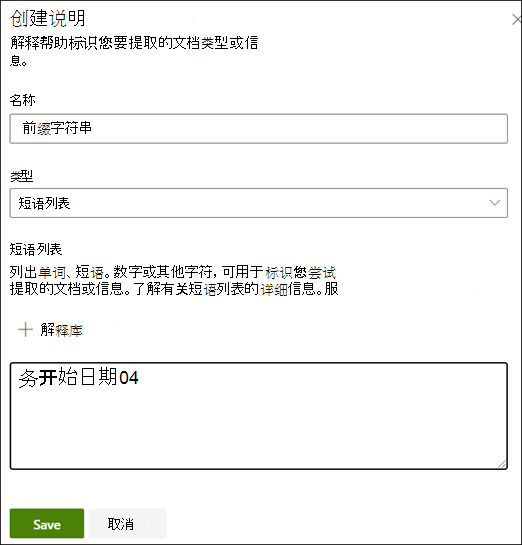 创建说明
解释帮助标识您要提取的文档类型或信
息。
名称
前缀字符串
类型
短语列表
短语列表
列出单词、短语。数字或其他字符，可用于标识您尝试
提取的文档或信息。了解有关短语列表的详细信息。服
解释库
务开始日期04
Save
取消